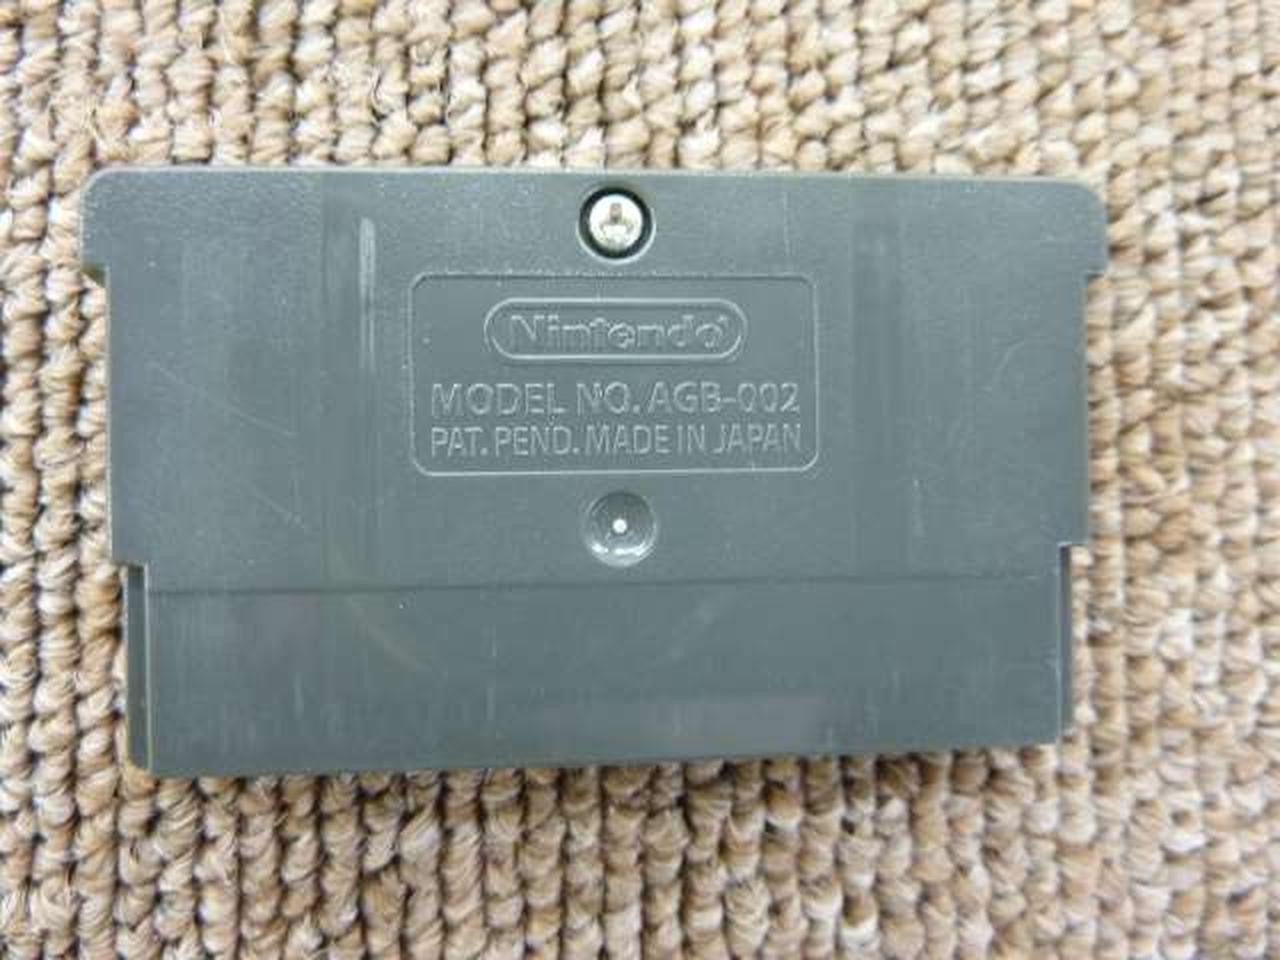 Nintendo
MODEL NO. AGB-002
PAT. PEND. MADE IN JAPAN